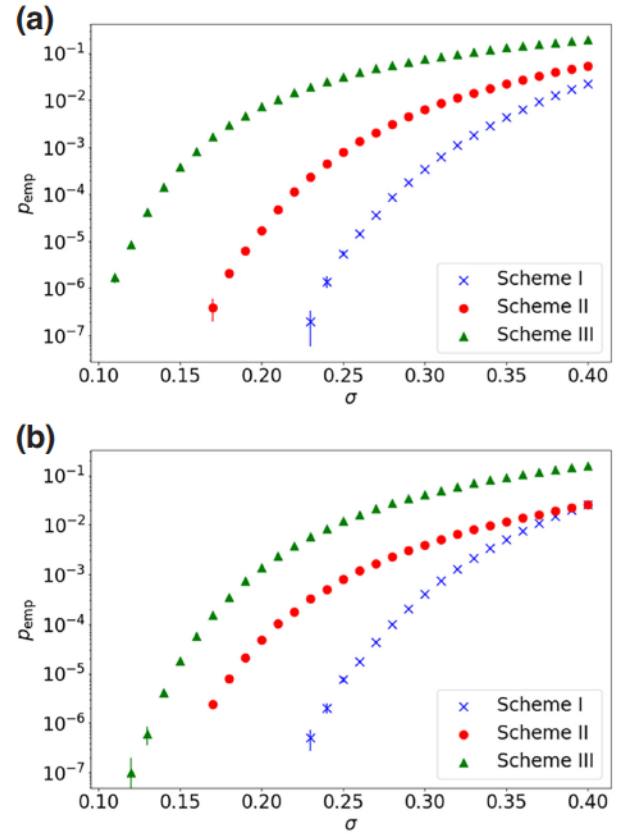 (a)
10⁻¹
10⁻²
10⁻³
10⁻⁴
10⁻⁵
10⁻⁶
10⁻⁷
p_emp
Scheme I
Scheme II
Scheme III
0.10 0.15 0.20 0.25 0.30 0.35 0.40
σ
(b)
10⁻¹
10⁻²
10⁻³
10⁻⁴
10⁻⁵
10⁻⁶
10⁻⁷
p_emp
Scheme I
Scheme II
Scheme III
0.10 0.15 0.20 0.25 0.30 0.35 0.40
σ